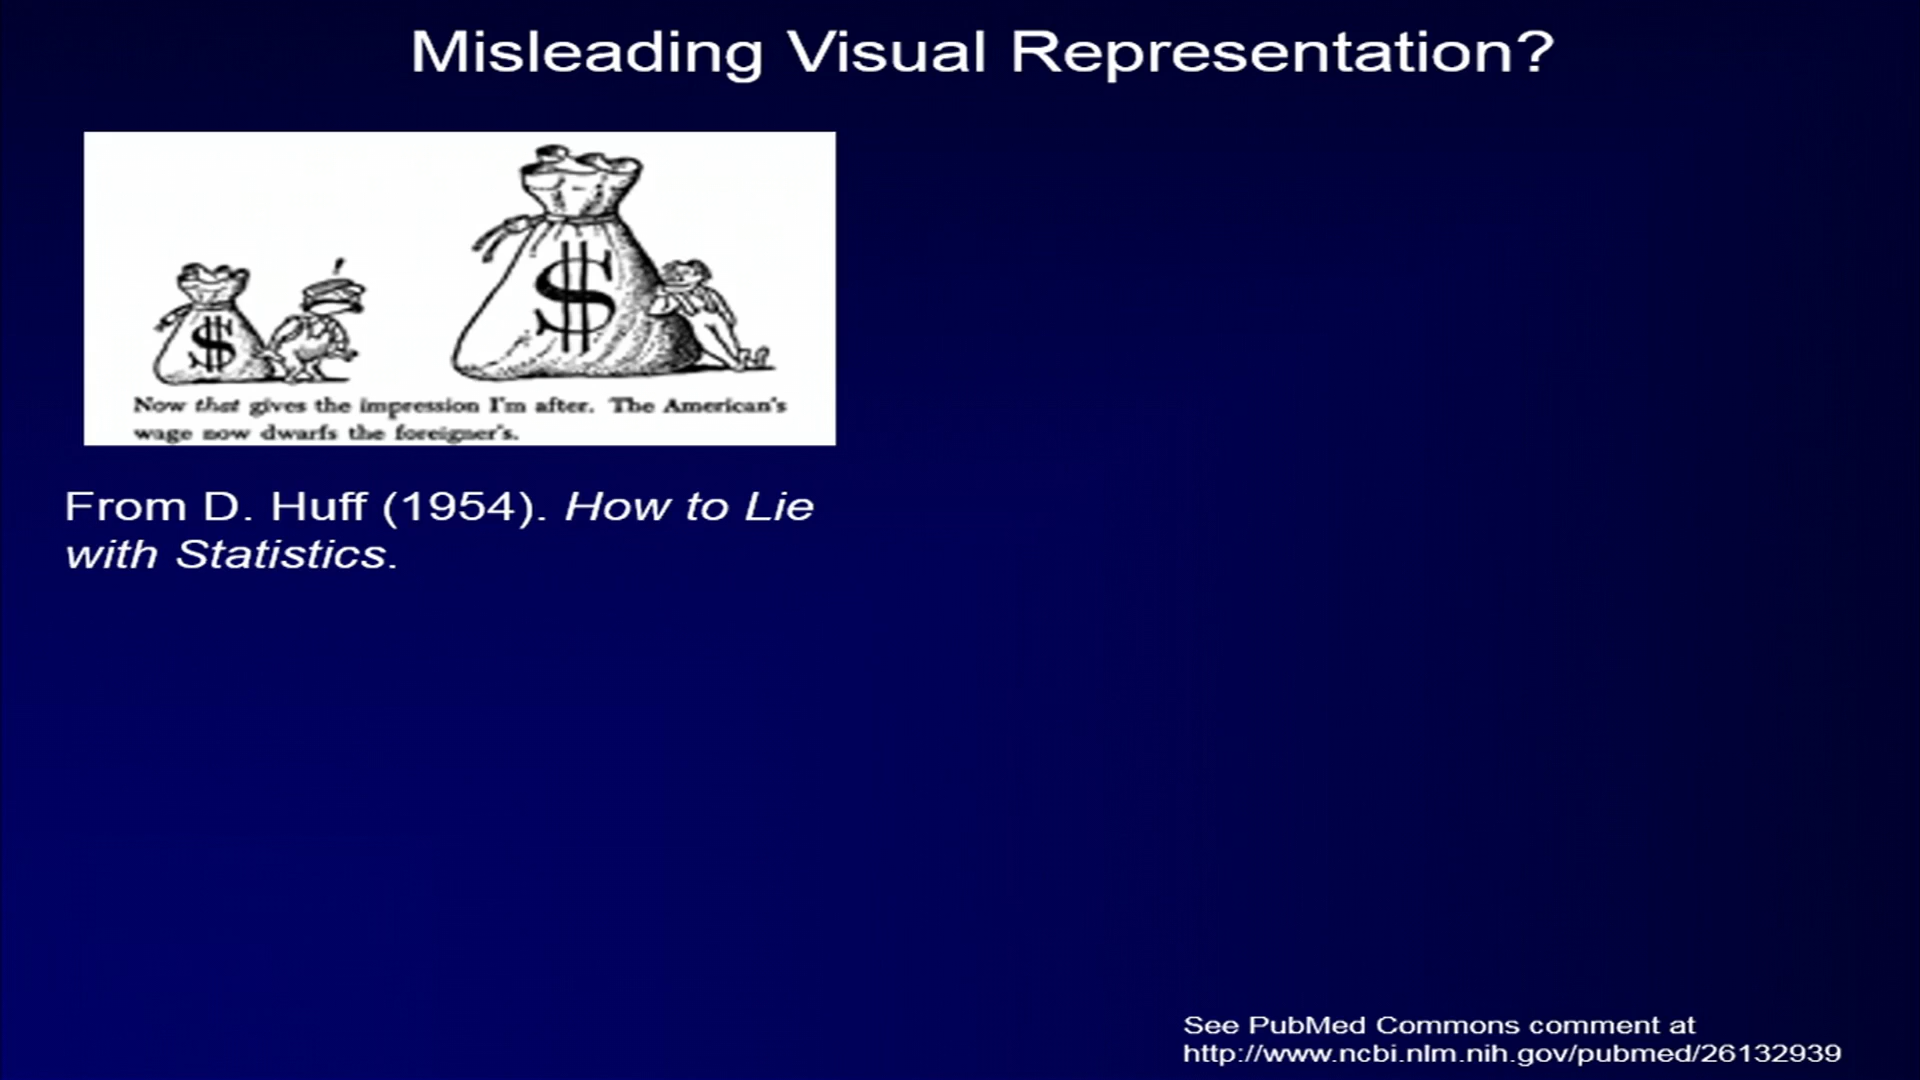 Misleading Visual Representation?
$
$
!
Now that gives the impression I'm after. The American's
wage now dwarfs the foreigner's.
From D. Huff (1954). How to Lie
with Statistics.
See PubMed Commons comment at
http://www.ncbi.nlm.nih.gov/pubmed/26132939